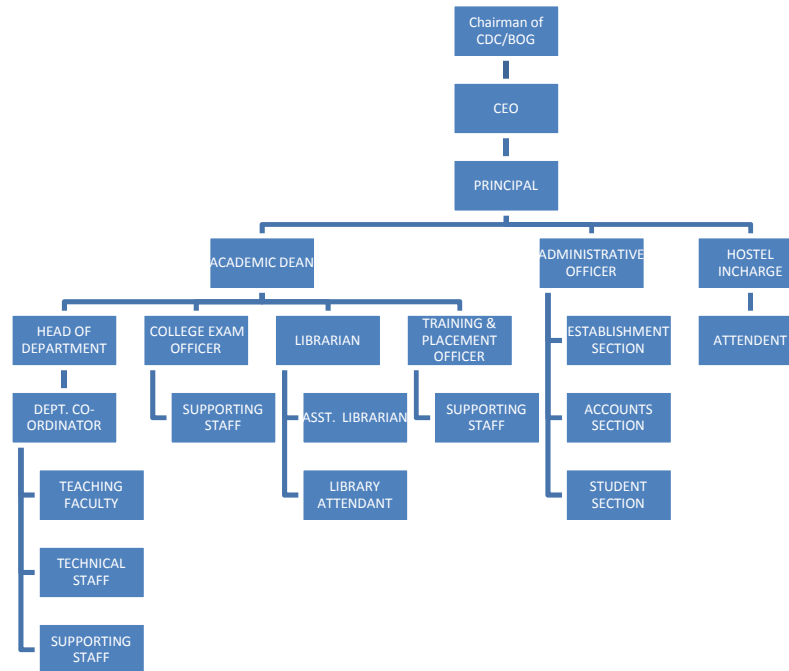 Chairman of
CDC/BOG
CEO
PRINCIPAL
ACADEMIC DEAN
ADMINISTRATIVE
OFFICER
HOSTEL
INCHARGE
HEAD OF
DEPARTMENT
COLLEGE EXAM
OFFICER
LIBRARIAN
TRAINING &
PLACEMENT
OFFICER
ESTABLISHMENT
SECTION
ATTENDENT
DEPT. CO-
ORDINATOR
SUPPORTING
STAFF
ASST. LIBRARIAN
SUPPORTING
STAFF
ACCOUNTS
SECTION
TEACHING
FACULTY
LIBRARY
ATTENDANT
STUDENT
SECTION
TECHNICAL
STAFF
SUPPORTING
STAFF